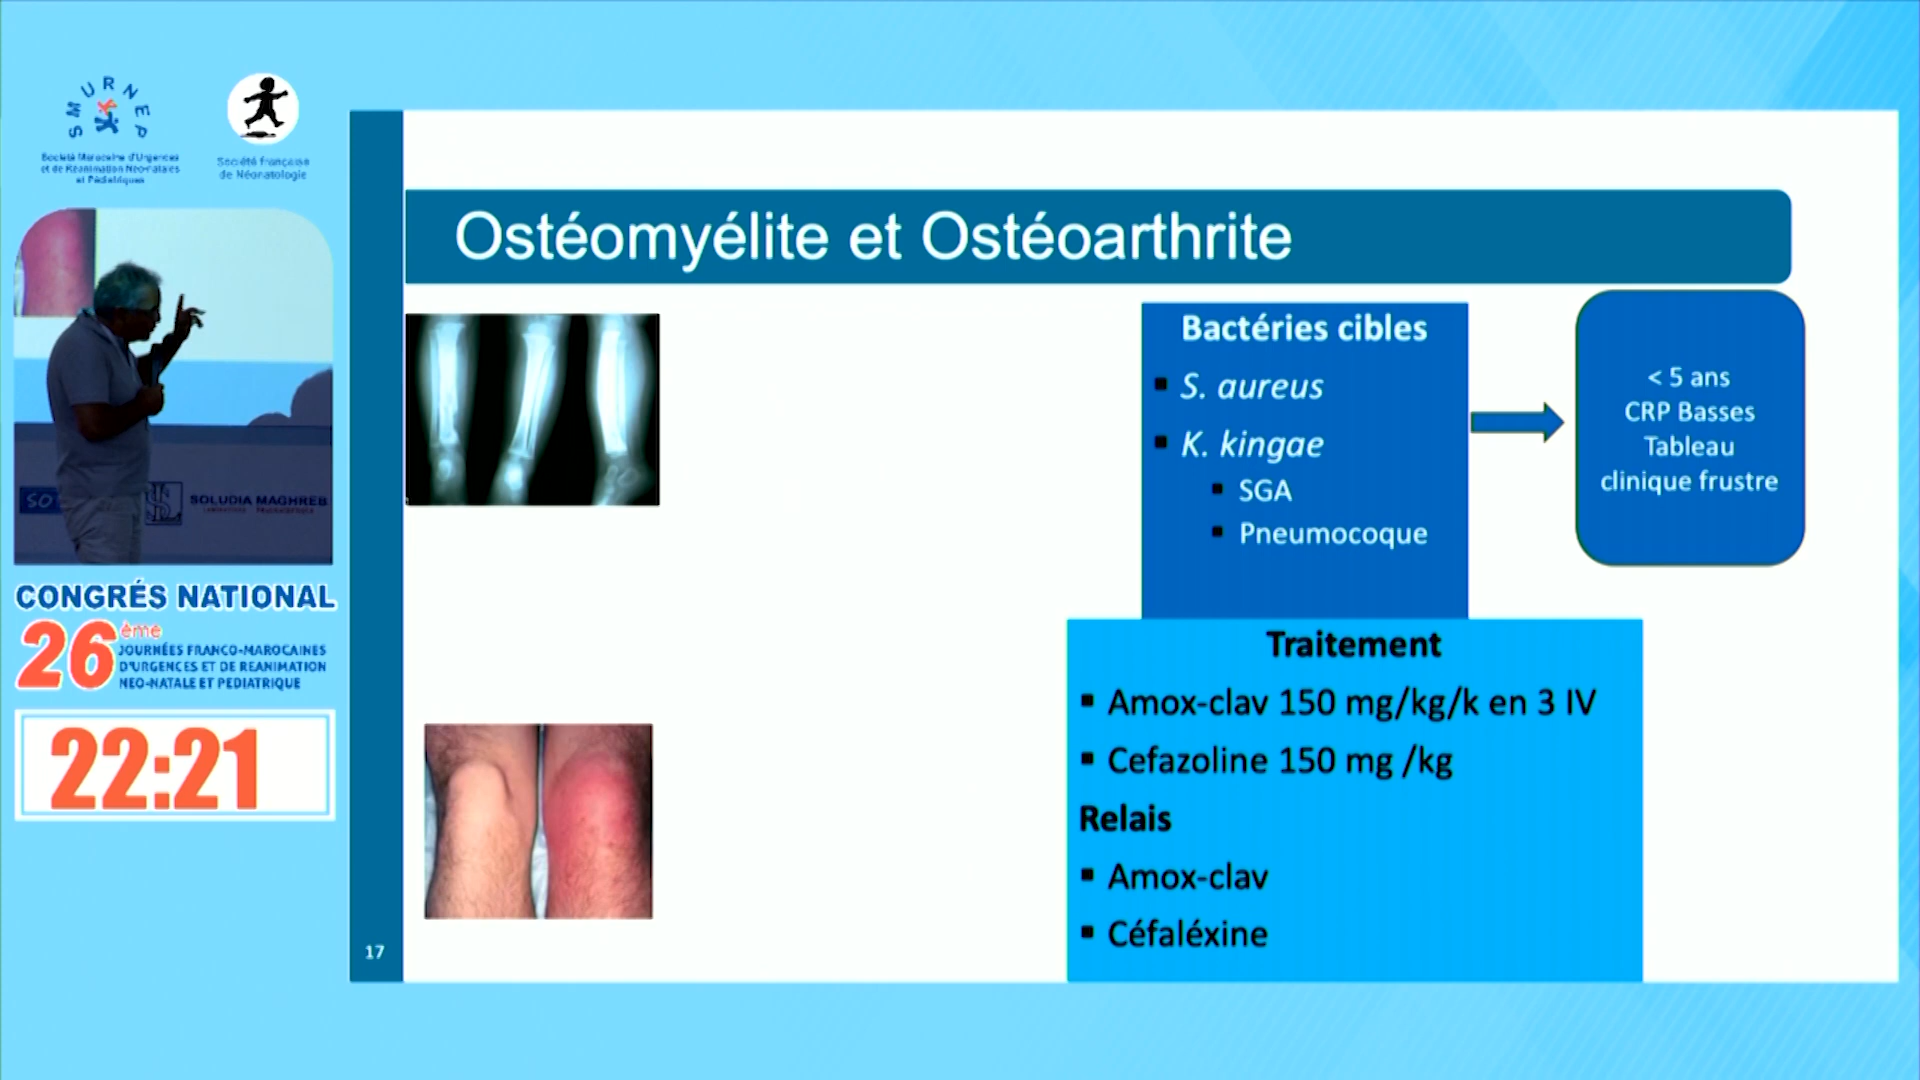 SMURNEP
Société Marocaine d'Urgences
et de Réanimation Néo-natales
et Pédiatriques
Société française
de Néonatologie
SO
SOLUDIA MAGHREB
CONGRÉS NATIONAL
26ème
JOURNÉES FRANCO-MAROCAINES
D'URGENCES ET DE REANIMATION
NEO-NATALE ET PEDIATRIQUE
22:21
17
Ostéomyélite et Ostéoarthrite
Bactéries cibles
▪ S. aureus
▪ K. kingae
▪ SGA
▪ Pneumocoque
< 5 ans
CRP Basses
Tableau
clinique frustre
Traitement
▪ Amox-clav 150 mg/kg/k en 3 IV
▪ Cefazoline 150 mg /kg
Relais
▪ Amox-clav
▪ Céfaléxine